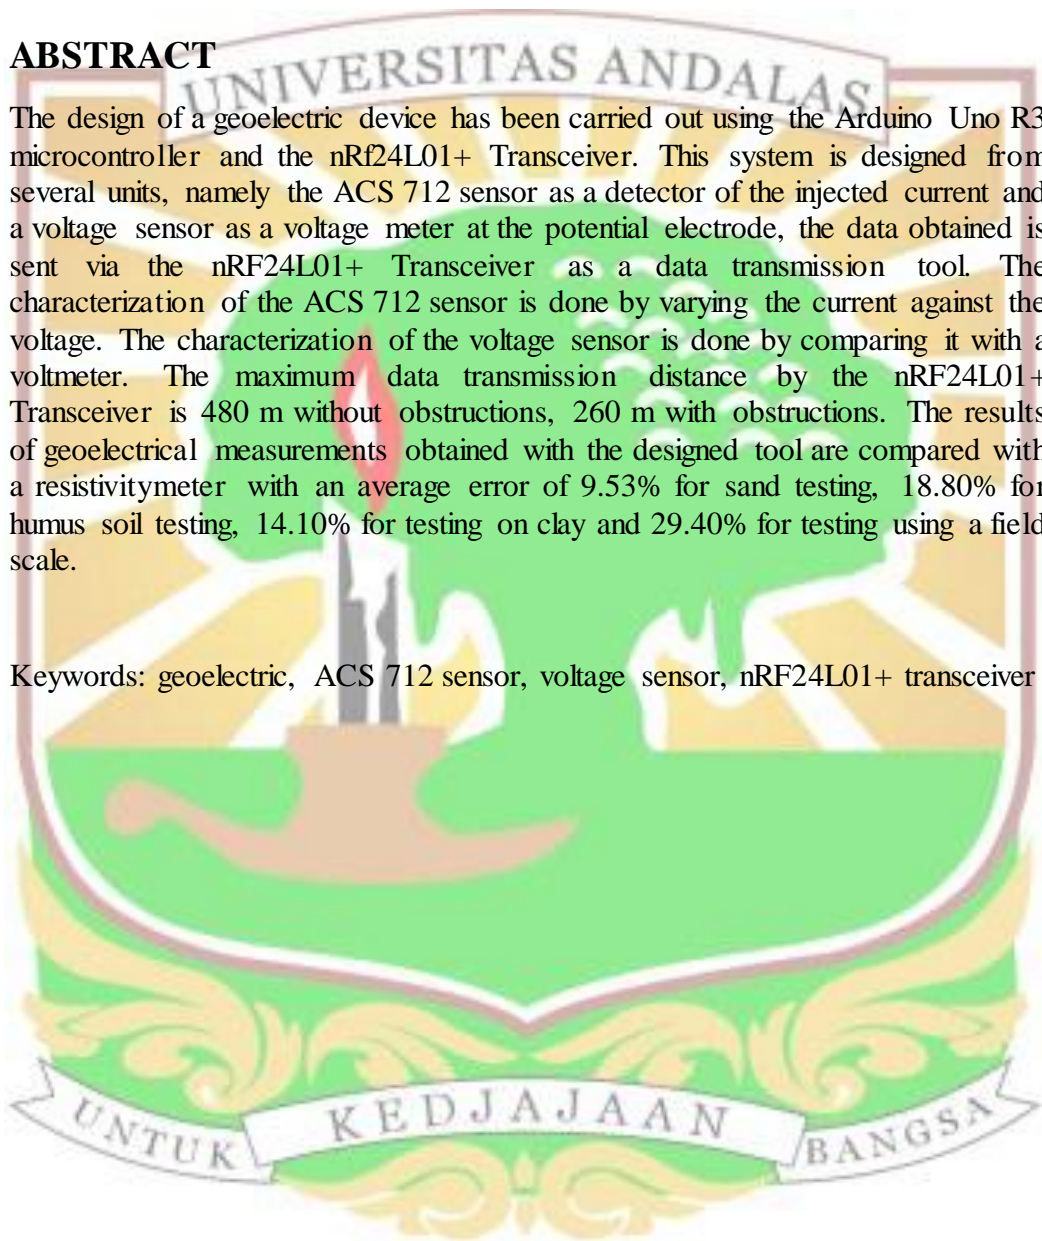 ABSTRACT
UNIVERSITAS ANDALAS
The design of a geoelectric device has been carried out using the Arduino Uno R3
microcontroller and the nRf24L01+ Transceiver. This system is designed from
several units, namely the ACS 712 sensor as a detector of the injected current and
a voltage sensor as a voltage meter at the potential electrode, the data obtained is
sent via the nRF24L01+ Transceiver as a data transmission tool. The
characterization of the ACS 712 sensor is done by varying the current against the
voltage. The characterization of the voltage sensor is done by comparing it with a
voltmeter. The maximum data transmission distance by the nRF24L01+
Transceiver is 480 m without obstructions, 260 m with obstructions. The results
of geoelectrical measurements obtained with the designed tool are compared with
a resistivitymeter with an average error of 9.53% for sand testing, 18.80% for
humus soil testing, 14.10% for testing on clay and 29.40% for testing using a field
scale.
Keywords: geoelectric, ACS 712 sensor, voltage sensor, nRF24L01+ transceiver
UNTUK KEDJAJAAN BANGSA